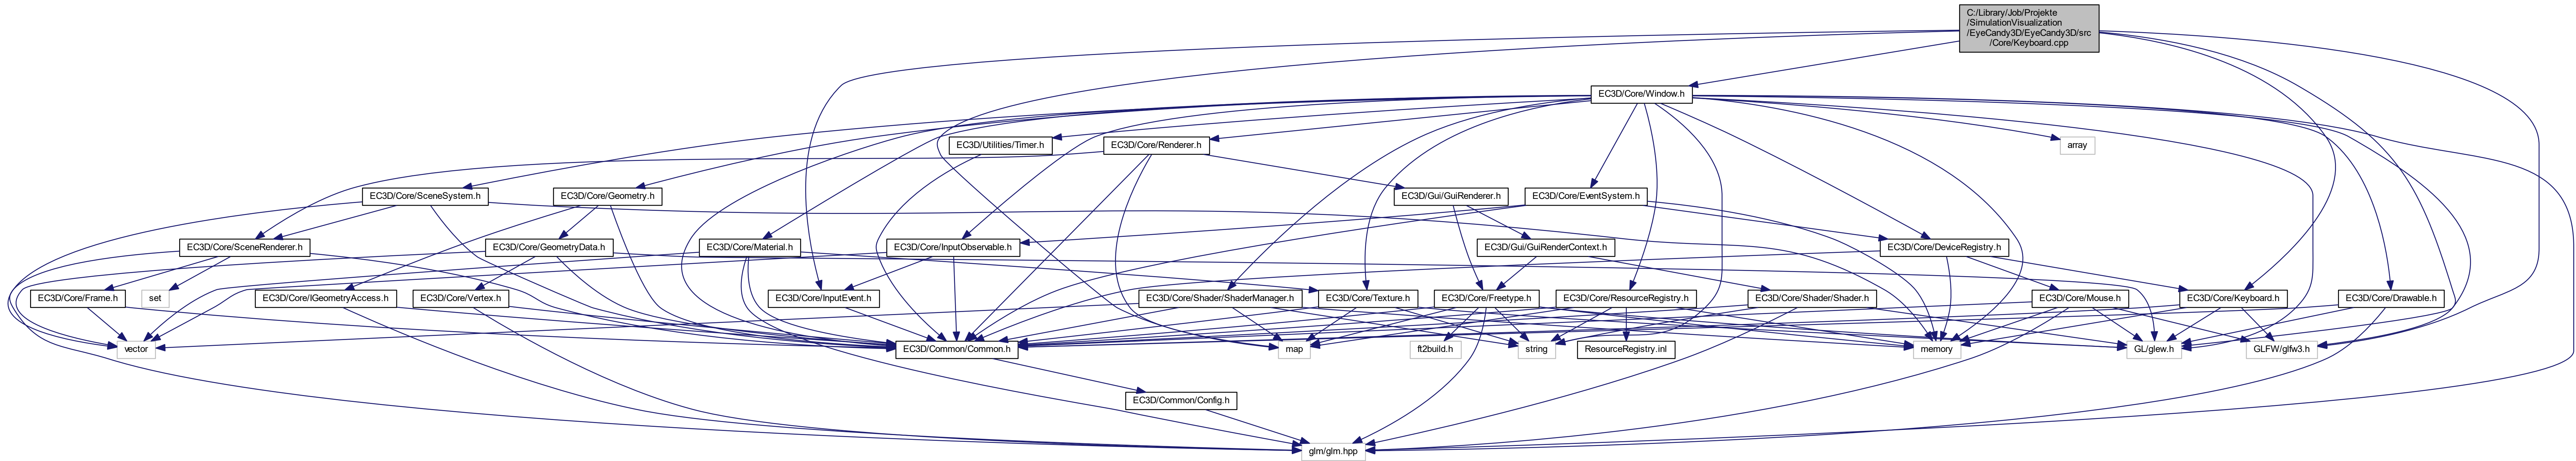 C:/Library/Job/Projekte
/SimulationVisualization
/EyeCandy3D/EyeCandy3D/src
/Core/Keyboard.cpp
EC3D/Core/Window.h
EC3D/Utilities/Timer.h
EC3D/Core/Renderer.h
array
EC3D/Core/SceneSystem.h
EC3D/Core/Geometry.h
EC3D/Gui/GuiRenderer.h
EC3D/Core/EventSystem.h
EC3D/Core/SceneRenderer.h
EC3D/Core/GeometryData.h
EC3D/Core/Material.h
EC3D/Core/InputObservable.h
EC3D/Gui/GuiRenderContext.h
EC3D/Core/DeviceRegistry.h
EC3D/Core/Frame.h
set
EC3D/Core/IGeometryAccess.h
EC3D/Core/Vertex.h
EC3D/Core/InputEvent.h
EC3D/Core/Shader/ShaderManager.h
EC3D/Core/Texture.h
EC3D/Core/Freetype.h
EC3D/Core/ResourceRegistry.h
EC3D/Core/Shader/Shader.h
EC3D/Core/Mouse.h
EC3D/Core/Keyboard.h
EC3D/Core/Drawable.h
vector
EC3D/Common/Common.h
map
ft2build.h
string
ResourceRegistry.inl
memory
GL/glew.h
GLFW/glfw3.h
EC3D/Common/Config.h
glm/glm.hpp